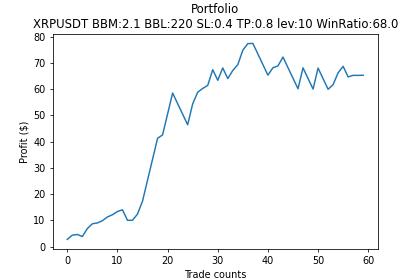 Portfolio
XRPUSDT BBM:2.1 BBL:220 SL:0.4 TP:0.8 lev:10 WinRatio:68.0
80
70
60
50
40
30
20
10
0
Profit ($)
0 10 20 30 40 50 60
Trade counts